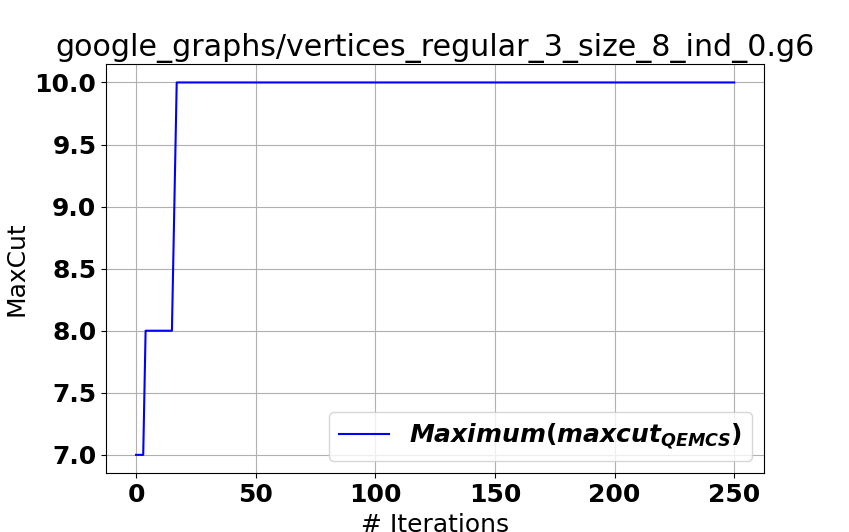 google_graphs/vertices_regular_3_size_8_ind_0.g6
10.0
9.5
9.0
8.5
8.0
7.5
7.0
MaxCut
Maximum(maxcut_QEMCS)
0 50 100 150 200 250
# Iterations